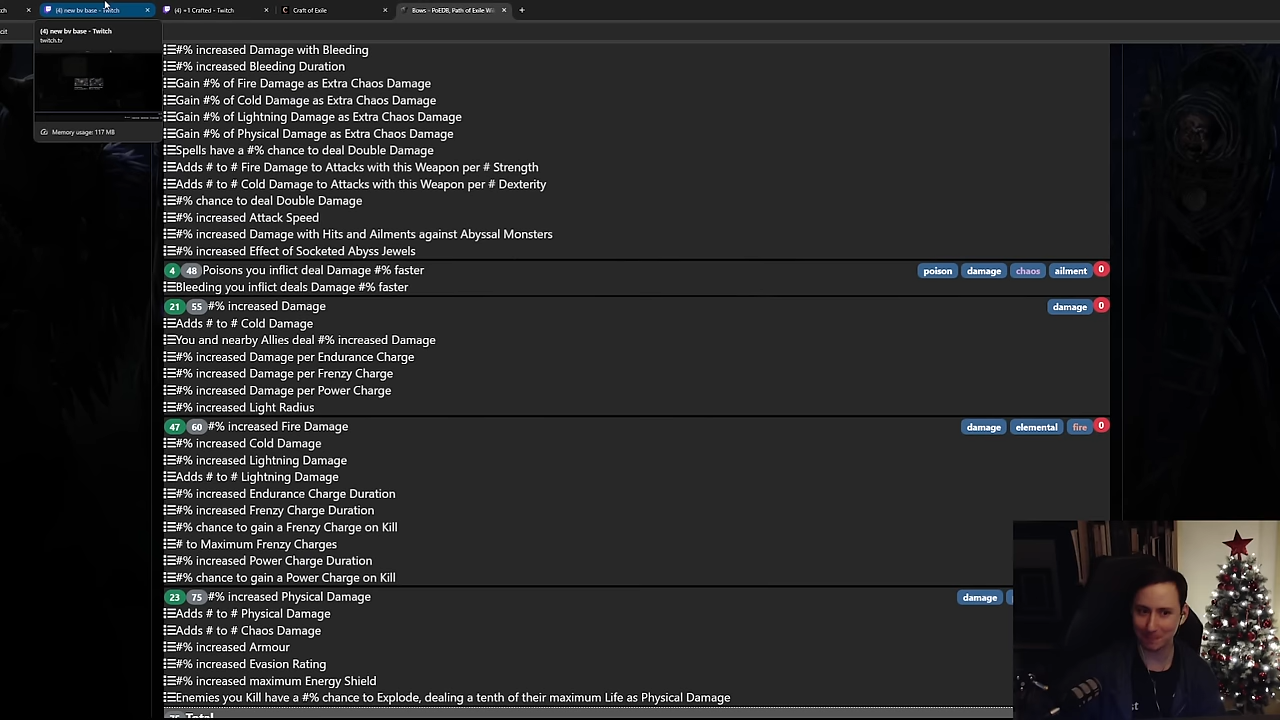 (4) new bv base - Twitch
(4) +1 Crafted - Twitch
Craft of Exile
Bows - PoEDB, Path of Exile Wi
(4) new bv base - Twitch
twitch.tv
Memory usage: 117 MB
#% increased Damage with Bleeding
#% increased Bleeding Duration
Gain #% of Fire Damage as Extra Chaos Damage
Gain #% of Cold Damage as Extra Chaos Damage
Gain #% of Lightning Damage as Extra Chaos Damage
Gain #% of Physical Damage as Extra Chaos Damage
Spells have a #% chance to deal Double Damage
Adds # to # Fire Damage to Attacks with this Weapon per # Strength
Adds # to # Cold Damage to Attacks with this Weapon per # Dexterity
#% chance to deal Double Damage
#% increased Attack Speed
#% increased Damage with Hits and Ailments against Abyssal Monsters
#% increased Effect of Socketed Abyss Jewels
4 48 Poisons you inflict deal Damage #% faster poison damage chaos ailment 0
Bleeding you inflict deals Damage #% faster
21 55 #% increased Damage damage 0
Adds # to # Cold Damage
You and nearby Allies deal #% increased Damage
#% increased Damage per Endurance Charge
#% increased Damage per Frenzy Charge
#% increased Damage per Power Charge
#% increased Light Radius
47 60 #% increased Fire Damage damage elemental fire 0
#% increased Cold Damage
#% increased Lightning Damage
Adds # to # Lightning Damage
#% increased Endurance Charge Duration
#% increased Frenzy Charge Duration
#% chance to gain a Frenzy Charge on Kill
# to Maximum Frenzy Charges
#% increased Power Charge Duration
#% chance to gain a Power Charge on Kill
23 75 #% increased Physical Damage damage
Adds # to # Physical Damage
Adds # to # Chaos Damage
#% increased Armour
#% increased Evasion Rating
#% increased maximum Energy Shield
Enemies you Kill have a #% chance to Explode, dealing a tenth of their maximum Life as Physical Damage
Total